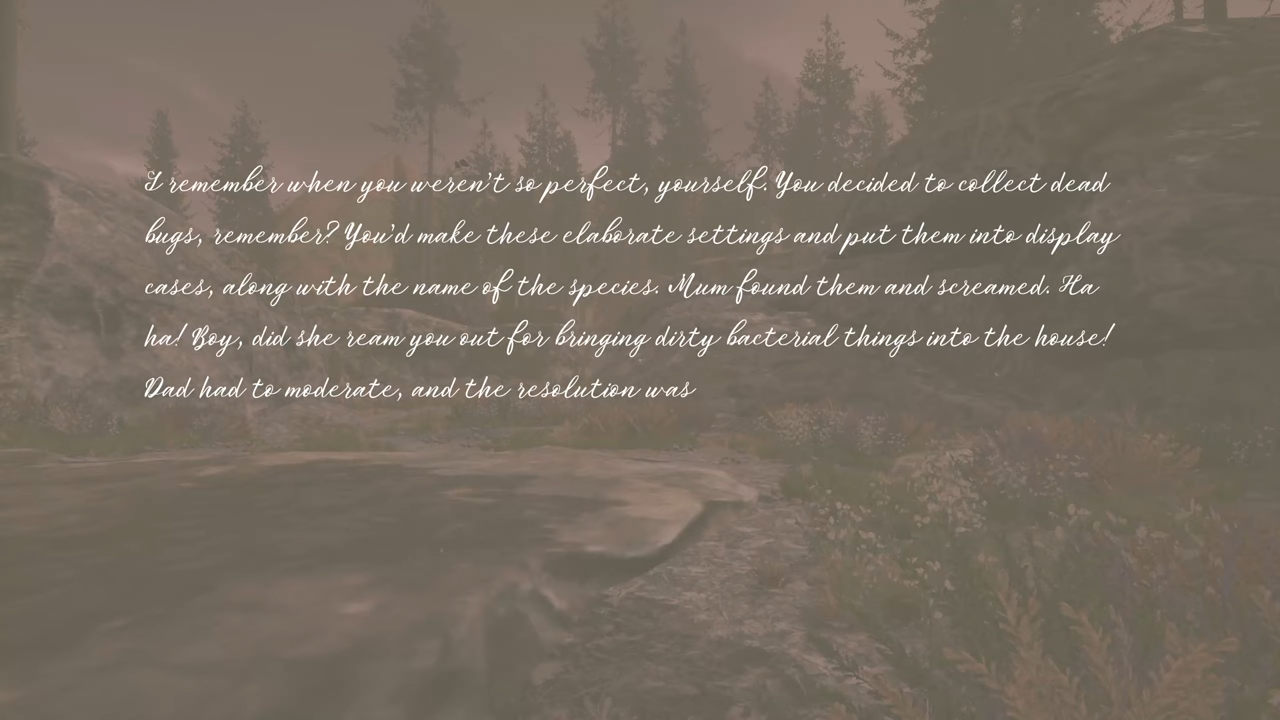 I remember when you weren't so perfect, yourself. You decided to collect dead
bugs, remember? You'd make these elaborate settings and put them into display
cases, along with the name of the species. Mum found them and screamed. Ha
ha! Boy, did she ream you out for bringing dirty bacterial things into the house!
Dad had to moderate, and the resolution was